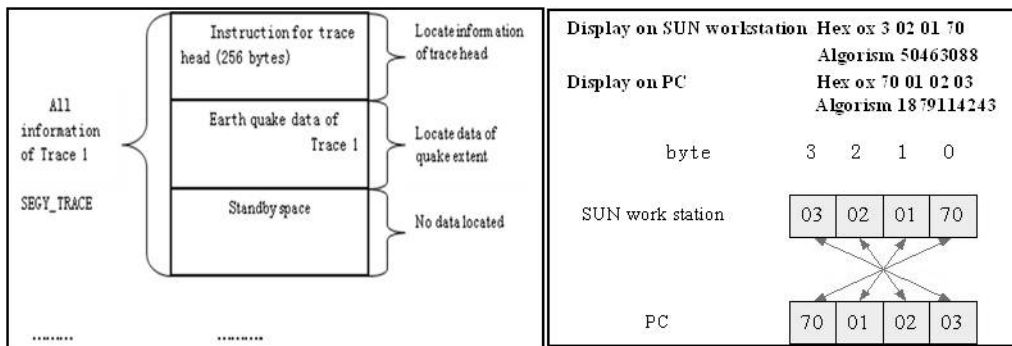 Instruction for trace
head (256 bytes)
Locate information
of trace head
All
information
of Trace 1
SEGY_TRACE
Earth quake data of
Trace 1
Locate data of
quake extent
Standby space
No data located
.........
..........
Display on SUN workstation Hex ox 3 02 01 70
Algorism 50463088
Display on PC Hex ox 70 01 02 03
Algorism 1879114243
byte 3 2 1 0
SUN work station 03 02 01 70
PC 70 01 02 03